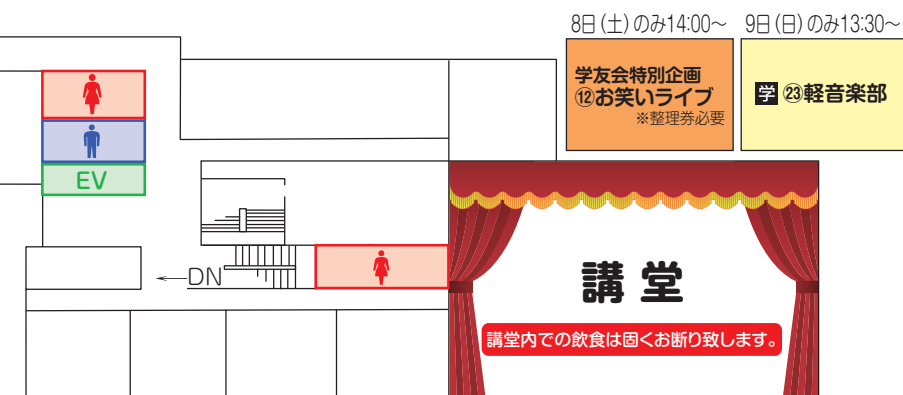 8日(土)のみ14:00～
9日(日)のみ13:30～
学友会特別企画
⑫お笑いライブ
※整理券必要
学 ㉓軽音楽部
EV
←DN
講堂
講堂内での飲食は固くお断り致します。